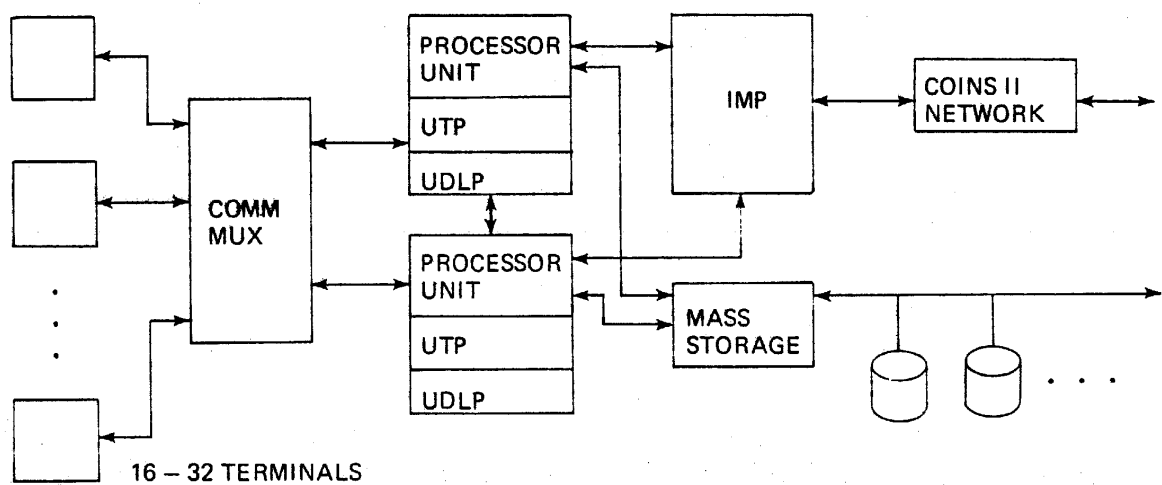 PROCESSOR
UNIT
UTP
UDLP
IMP
COINS II
NETWORK
COMM
MUX
PROCESSOR
UNIT
UTP
UDLP
MASS
STORAGE
16 – 32 TERMINALS